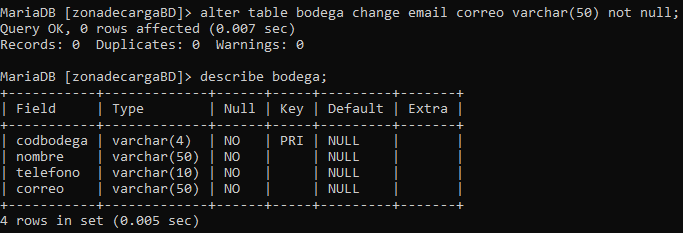 MariaDB [zonadecargaBD]> alter table bodega change email correo varchar(50) not null;
Query OK, 0 rows affected (0.007 sec)
Records: 0  Duplicates: 0  Warnings: 0

MariaDB [zonadecargaBD]> describe bodega;
+-----------+-------------+------+-----+---------+-------+
| Field     | Type        | Null | Key | Default | Extra |
+-----------+-------------+------+-----+---------+-------+
| codbodega | varchar(4)  | NO   | PRI | NULL    |       |
| nombre    | varchar(50) | NO   |     | NULL    |       |
| telefono  | varchar(10) | NO   |     | NULL    |       |
| correo    | varchar(50) | NO   |     | NULL    |       |
+-----------+-------------+------+-----+---------+-------+
4 rows in set (0.005 sec)